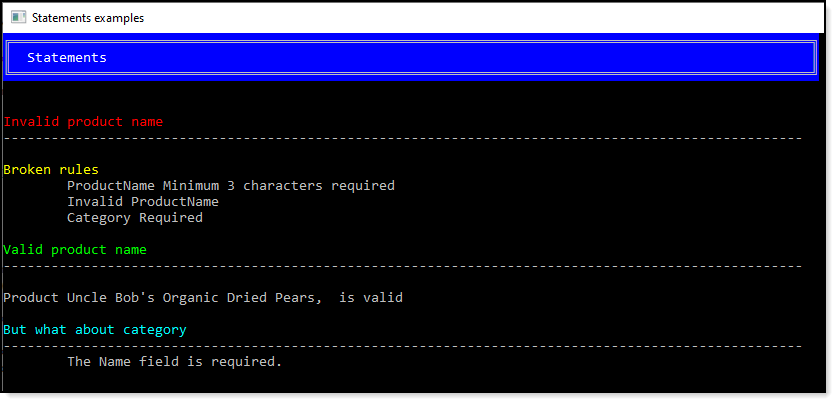 Statements examples
Statements
Invalid product name
----------------------------------------------------------------------------------------------------
Broken rules
ProductName Minimum 3 characters required
Invalid ProductName
Category Required
Valid product name
----------------------------------------------------------------------------------------------------
Product Uncle Bob's Organic Dried Pears,  is valid
But what about category
----------------------------------------------------------------------------------------------------
The Name field is required.